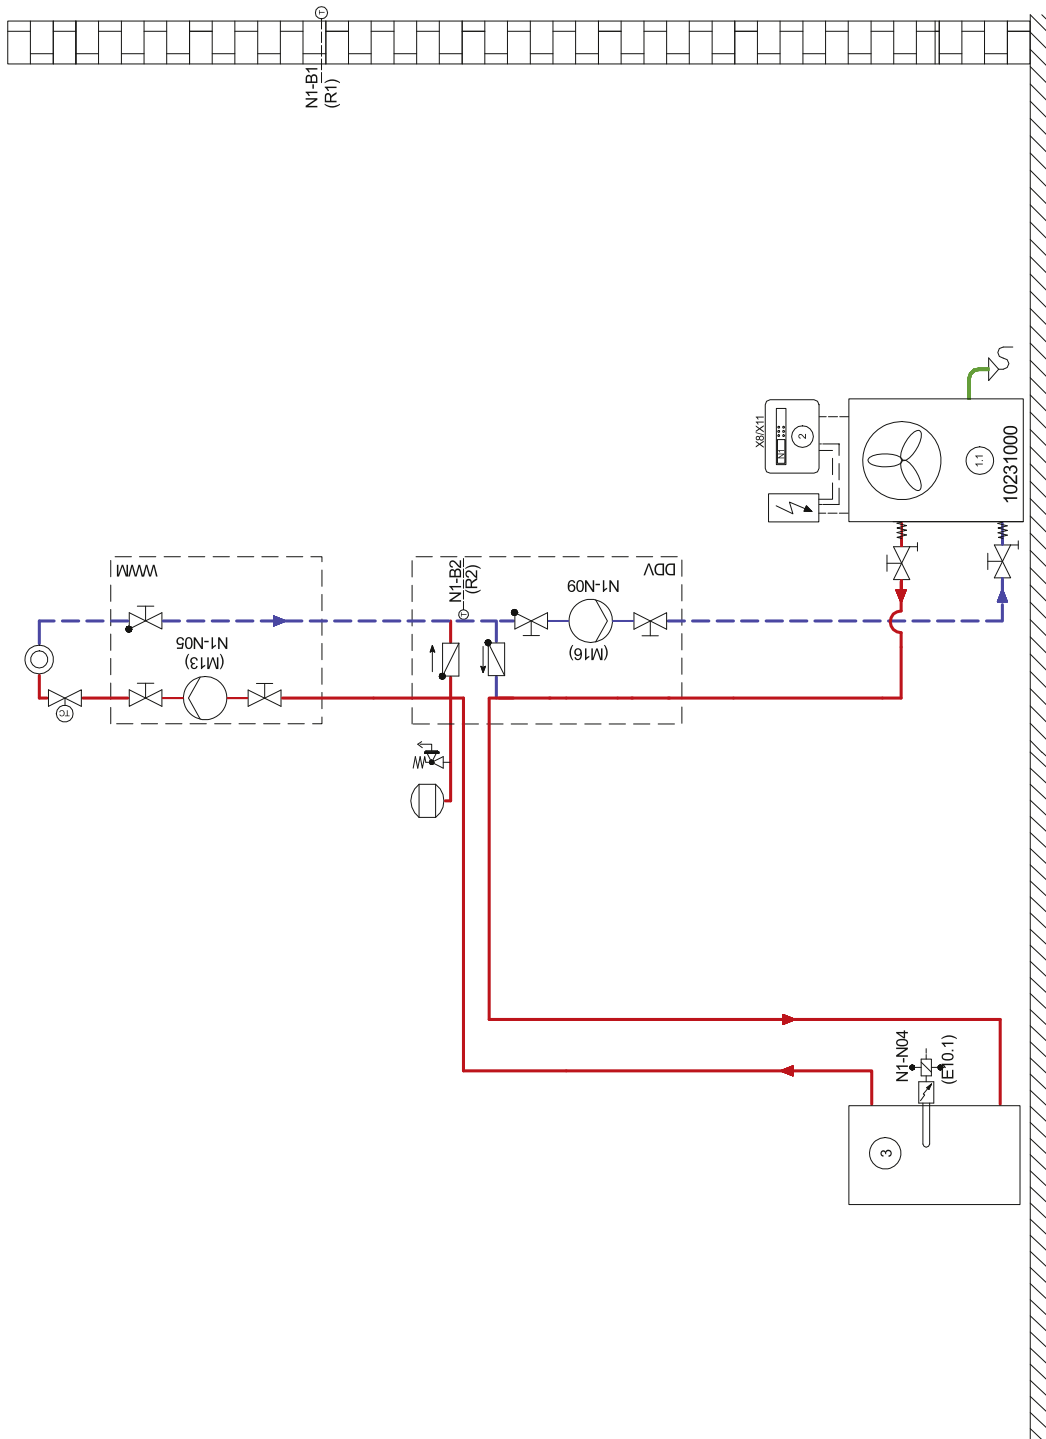 T
N1-B1
(R1)
X8/X11
N1
2
1.1
10231000
WWM
N1-N05
(M13)
TC
N1-B2
(R2)
T
DDV
N1-N09
(M16)
N1-N04
(E10.1)
3